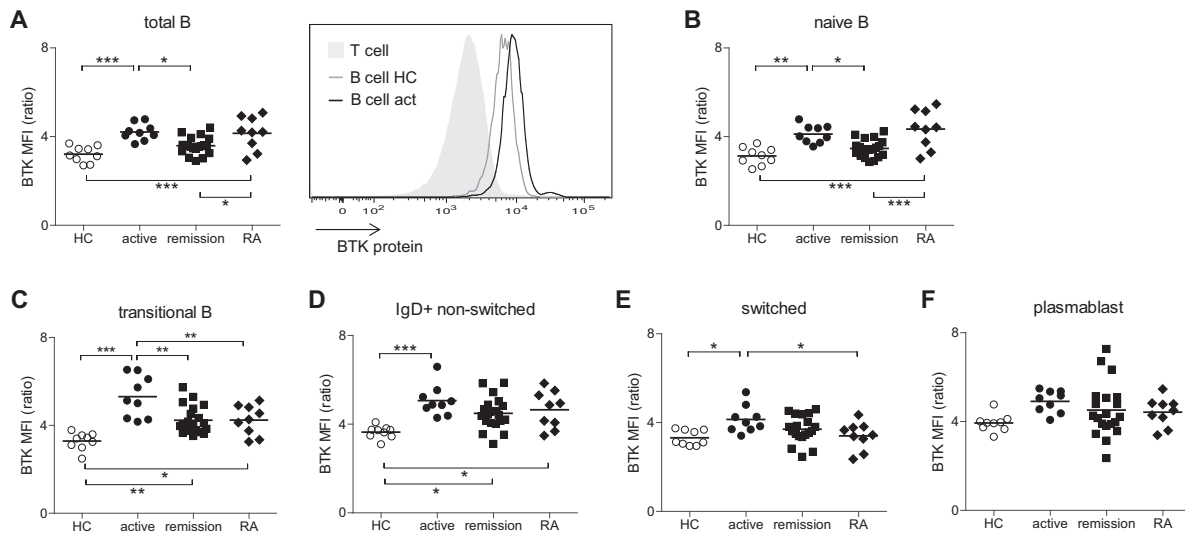 A
total B
BTK MFI (ratio)
8
4
0
***
*
***
*
HC
active
remission
RA
T cell
B cell HC
B cell act
0
10²
10³
10⁴
10⁵
BTK protein
B
naive B
BTK MFI (ratio)
8
4
0
**
*
***
***
HC
active
remission
RA
C
transitional B
BTK MFI (ratio)
8
4
0
**
***
**
*
**
HC
active
remission
RA
D
IgD+ non-switched
BTK MFI (ratio)
8
4
0
***
*
*
HC
active
remission
RA
E
switched
BTK MFI (ratio)
8
4
0
*
*
HC
active
remission
RA
F
plasmablast
BTK MFI (ratio)
8
4
0
HC
active
remission
RA